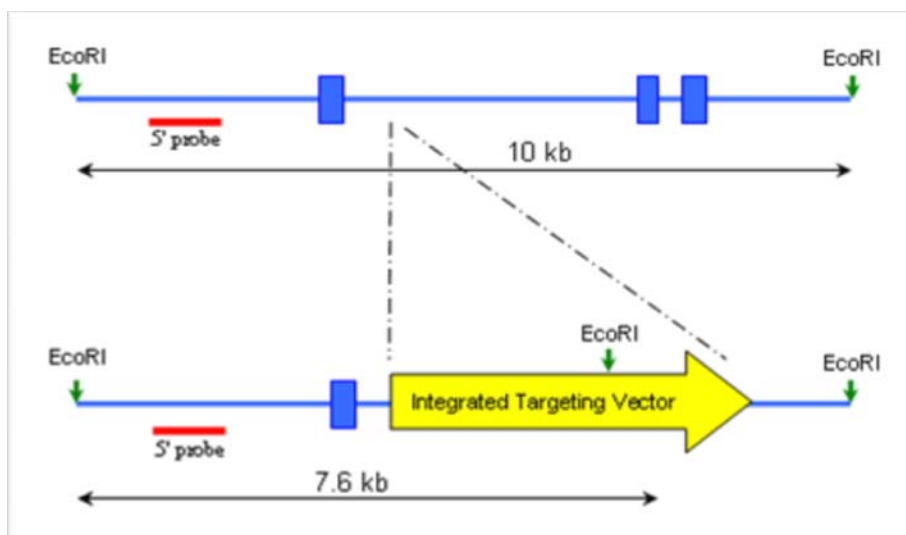 EcoRI
EcoRI
5' probe
10 kb
EcoRI
EcoRI
EcoRI
Integrated Targeting Vector
5' probe
7.6 kb